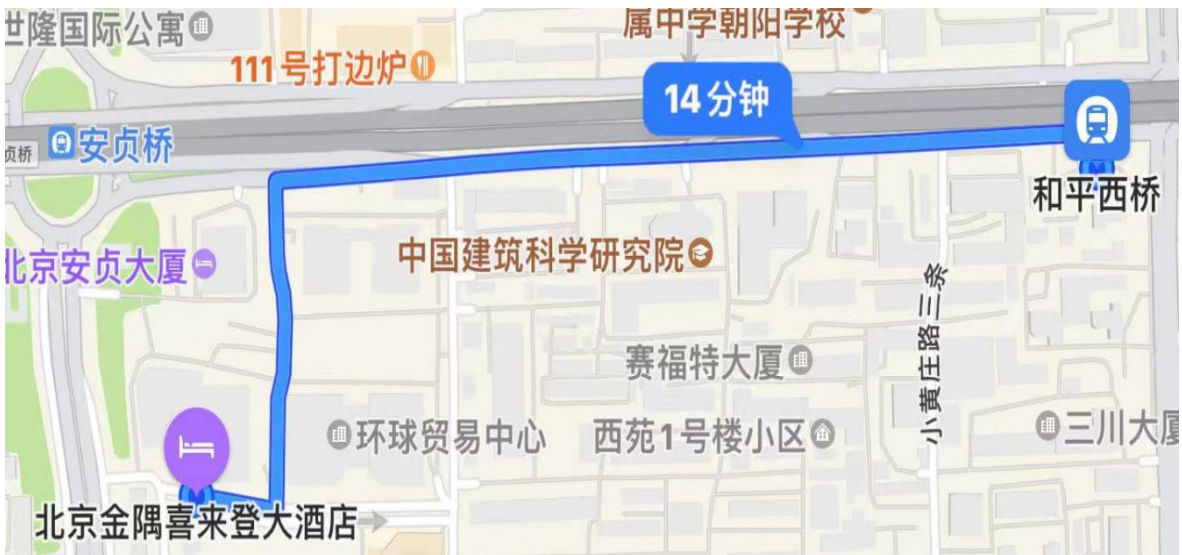 世隆国际公寓
属中学朝阳学校
111号打边炉
14分钟
安贞桥
贞桥
和平西桥
北京安贞大厦
中国建筑科学研究院
小黄庄路三条
赛福特大厦
环球贸易中心
西苑1号楼小区
三川大厦
北京金隅喜来登大酒店